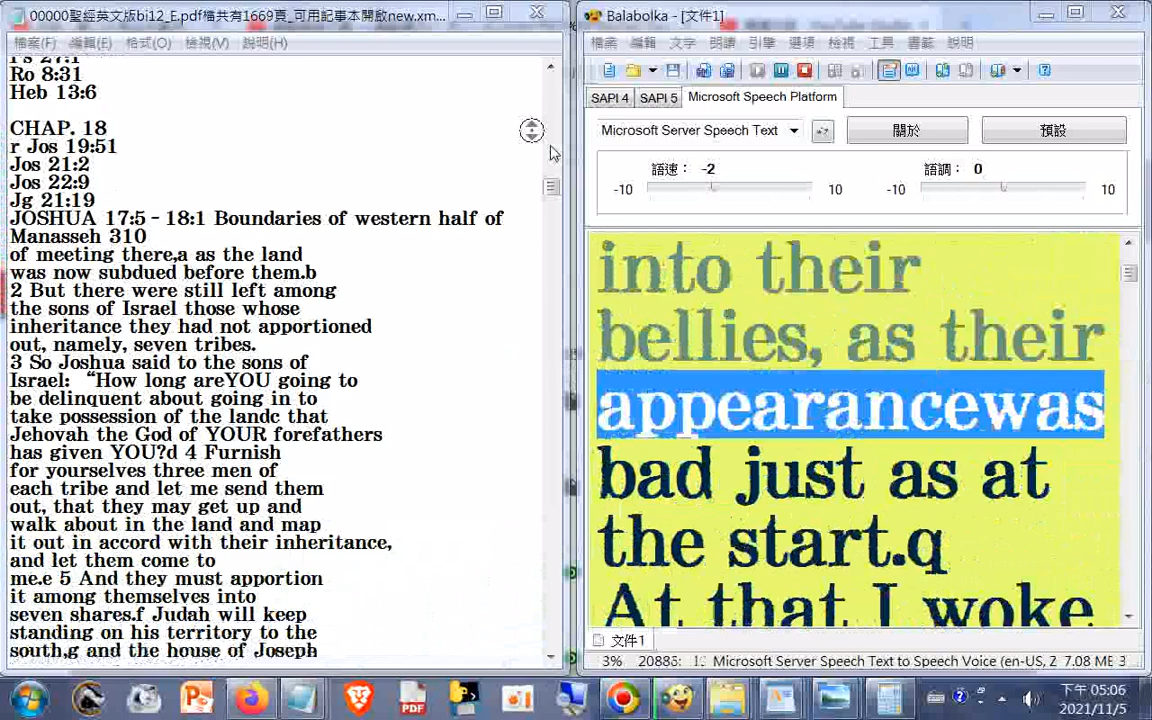 00000聖經英文版bi12_E.pdf檔共有1669頁_可用記事本開啟new.xm...
檔案(F) 編輯(E) 格式(O) 檢視(V) 說明(H)
Ro 8:31
Heb 13:6
CHAP. 18
r Jos 19:51
Jos 21:2
Jos 22:9
Jg 21:19
JOSHUA 17:5–18:1 Boundaries of western half of
Manasseh 310
of meeting there,a as the land
was now subdued before them.b
2 But there were still left among
the sons of Israel those whose
inheritance they had not apportioned
out, namely, seven tribes.
3 So Joshua said to the sons of
Israel: “How long areYOU going to
be delinquent about going in to
take possession of the landc that
Jehovah the God of YOUR forefathers
has given YOU?d 4 Furnish
for yourselves three men of
each tribe and let me send them
out, that they may get up and
walk about in the land and map
it out in accord with their inheritance,
and let them come to
me.e 5 And they must apportion
it among themselves into
seven shares.f Judah will keep
standing on his territory to the
south,g and the house of Joseph
Balabolka - [文件1]
檔案 編輯 文字 朗讀 引擎 選項 檢視 工具 書籤 說明
SAPI 4 SAPI 5 Microsoft Speech Platform
Microsoft Server Speech Text 關於 預設
語速： -2 語調： 0
-10 10 -10 10
into their
bellies, as their
appearancewas
bad just as at
the start.q
At that I woke
文件1
3% Microsoft Server Speech Text to Speech Voice (en-US, 2 7.08 ME 3
PDF
下午 05:06
2021/11/5